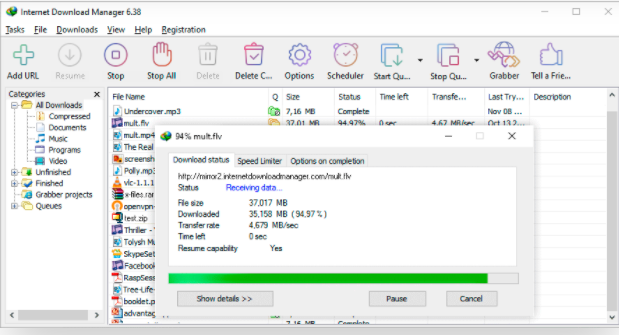 Internet Download Manager 6.38
Tasks File Downloads View Help Registration
Add URL Resume Stop Stop All Delete Delete C... Options Scheduler Start Qu... Stop Qu... Grabber Tell a Frie...
Categories
All Downloads
Compressed
Documents
Music
Programs
Video
Unfinished
Finished
Grabber projects
Queues
File Name Q Size Status Time left Transfe... Last Try... Description
Undercover.mp3 7,16 MB Complete Nov 08 ...
mult.flv 37,01 MB 94.97% 0 sec 4.67 MB/sec Oct 13 2...
mult.mp4
The Real
screensh
Polly.mp3
vlc-1.1.1
x-files.rar
openvpn
test.zip
Thriller -
Tolysh Mu
SkypeSet
Facebook
RaspSess
Tree-Life-
booklet.p
advantag
7,16 MB Complete
94% mult.flv
Download status Speed Limiter Options on completion
http://mirror2.internetdownloadmanager.com/mult.flv
Status Receiving data...
File size 37,017 MB
Downloaded 35,158 MB ( 94,97 % )
Transfer rate 4,679 MB/sec
Time left 0 sec
Resume capability Yes
Show details >> Pause Cancel